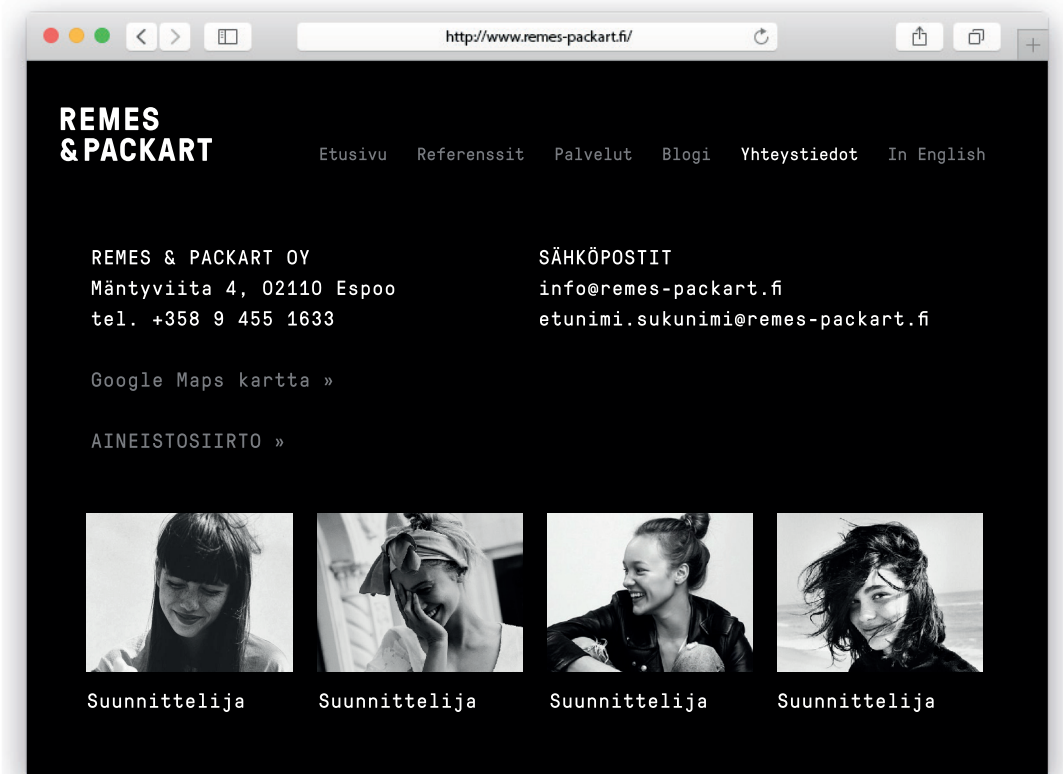 http://www.remes-packart.fi/
REMES
&PACKART
Etusivu Referenssit Palvelut Blogi Yhteystiedot In English
REMES & PACKART OY
Mäntyviita 4, 02110 Espoo
tel. +358 9 455 1633
Google Maps kartta »
AINEISTOSIIRTO »
SÄHKÖPOSTIT
info@remes-packart.fi
etunimi.sukunimi@remes-packart.fi
Suunnittelija Suunnittelija Suunnittelija Suunnittelija